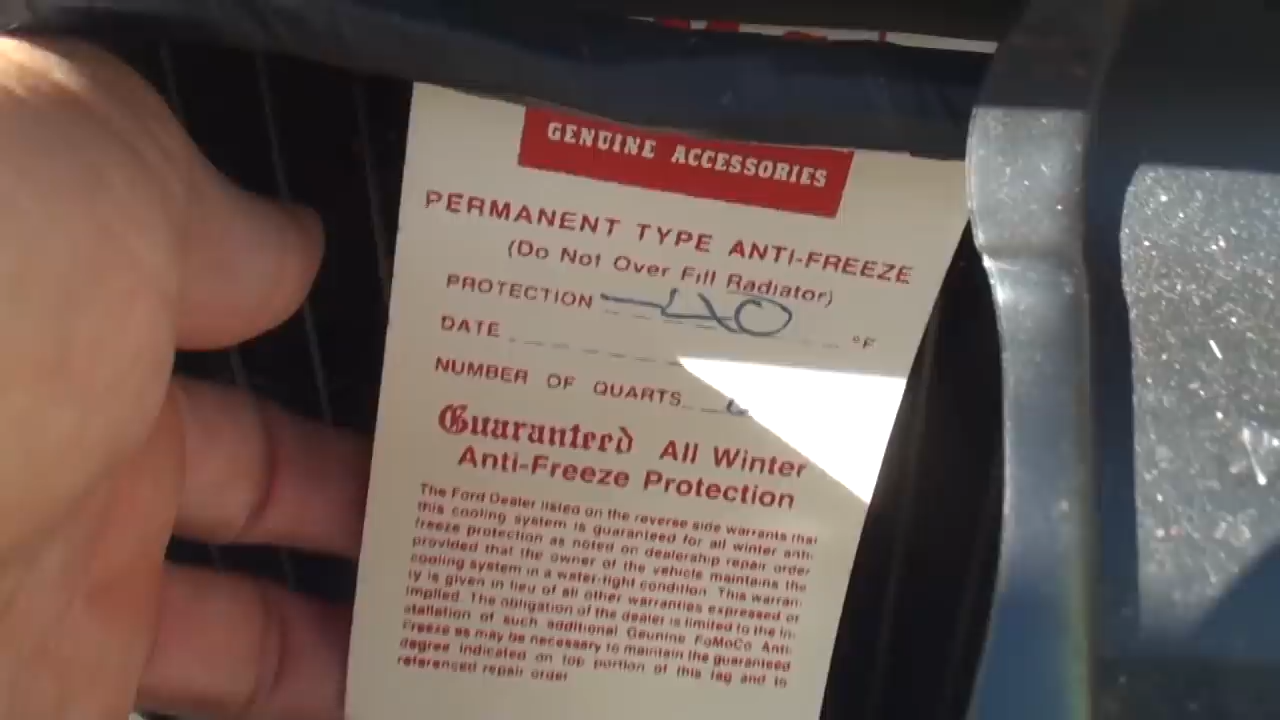 GENUINE ACCESSORIES
PERMANENT TYPE ANTI-FREEZE
(Do Not Over Fill Radiator)
PROTECTION -40 °F
DATE
NUMBER OF QUARTS
Guaranteed All Winter
Anti-Freeze Protection
The Ford Dealer listed on the reverse side warrants that
this cooling system is guaranteed for all winter anti-
freeze protection as noted on dealership repair order
provided that the owner of the vehicle maintains the
cooling system in a water-tight condition. This warran-
ty is given in lieu of all other warranties expressed or
implied. The obligation of the dealer is limited to the in-
stallation of such additional Geunine FoMoCo Anti-
Freeze as may be necessary to maintain the guaranteed
degree indicated on top portion of this tag and to
referenced repair order